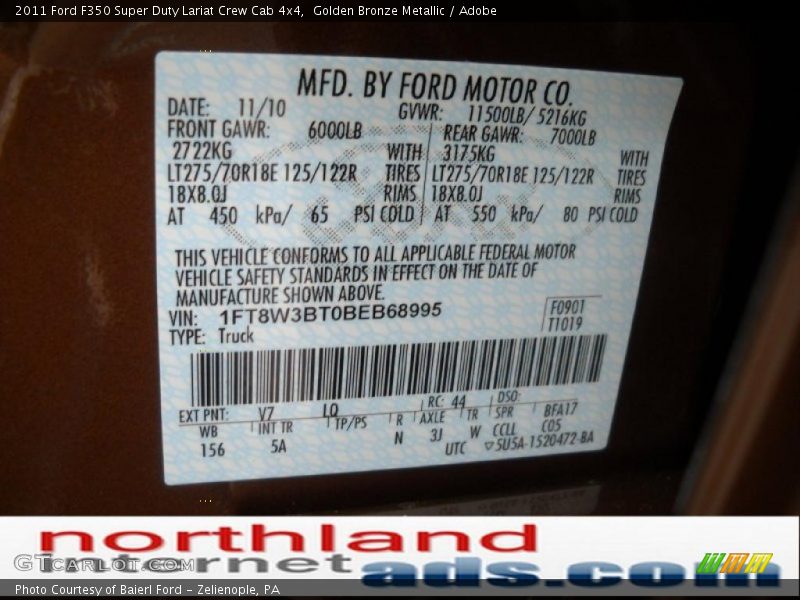 2011 Ford F350 Super Duty Lariat Crew Cab 4x4, Golden Bronze Metallic / Adobe
MFD. BY FORD MOTOR CO.
DATE: 11/10 GVWR: 11500LB/ 5216KG
FRONT GAWR: 6000LB REAR GAWR: 7000LB
2722KG WITH 3175KG WITH
LT275/70R18E 125/122R TIRES LT275/70R18E 125/122R TIRES
18X8.0J RIMS 18X8.0J RIMS
AT 450 kPa/ 65 PSI COLD AT 550 kPa/ 80 PSI COLD
THIS VEHICLE CONFORMS TO ALL APPLICABLE FEDERAL MOTOR
VEHICLE SAFETY STANDARDS IN EFFECT ON THE DATE OF
MANUFACTURE SHOWN ABOVE.
VIN: 1FT8W3BT0BEB68995 F0901
TYPE: Truck T1019
EXT PNT: V7 LQ RC: 44 DSO:
WB INT TR TP/PS R AXLE TR SPR BFA17
156 5A N 3J W CCLL C05
UTC ▽5U5A-1520472-BA
northland
internet
ads.com
GTCARLOT.COM
Photo Courtesy of Baierl Ford - Zelienople, PA